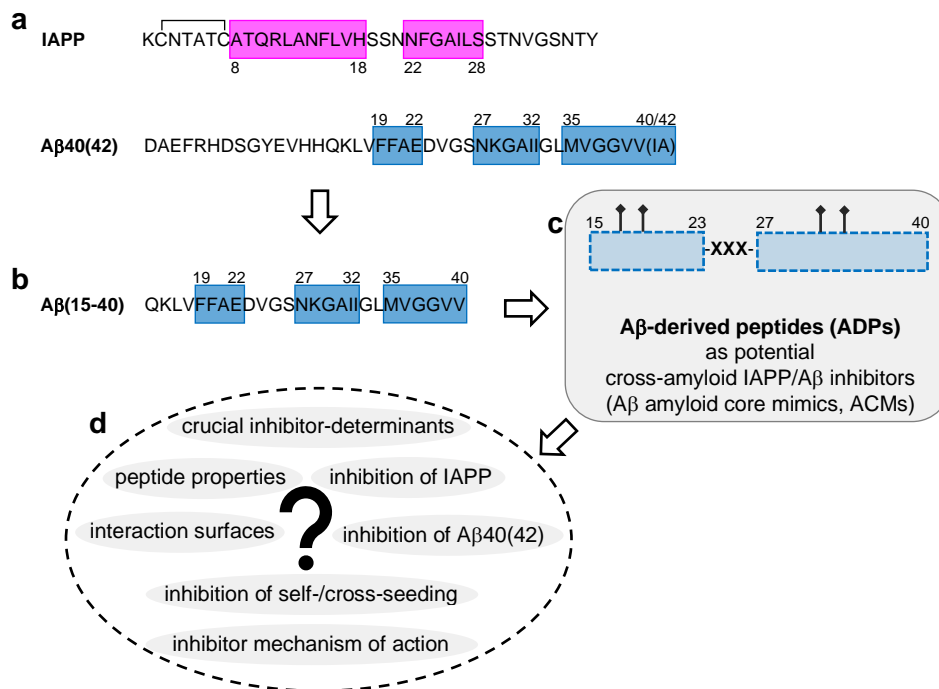 a
IAPP KCNTATCATQRLANFLVHSSNNFGAILSSTNVGSNTY
8 18 22 28
19 22 27 32 35 40/42
Aβ40(42) DAEFRHDSGYEVHHQKLVFFAEDVGSNKGAIIGLMVGGVV(IA)
b
19 22 27 32 35 40
Aβ(15-40) QKLVFFAEDVGSNKGAIIGLMVGGVV
c
15 23 27 40
-XXX-
Aβ-derived peptides (ADPs)
as potential
cross-amyloid IAPP/Aβ inhibitors
(Aβ amyloid core mimics, ACMs)
d
crucial inhibitor-determinants
peptide properties inhibition of IAPP
?
interaction surfaces inhibition of Aβ40(42)
inhibition of self-/cross-seeding
inhibitor mechanism of action